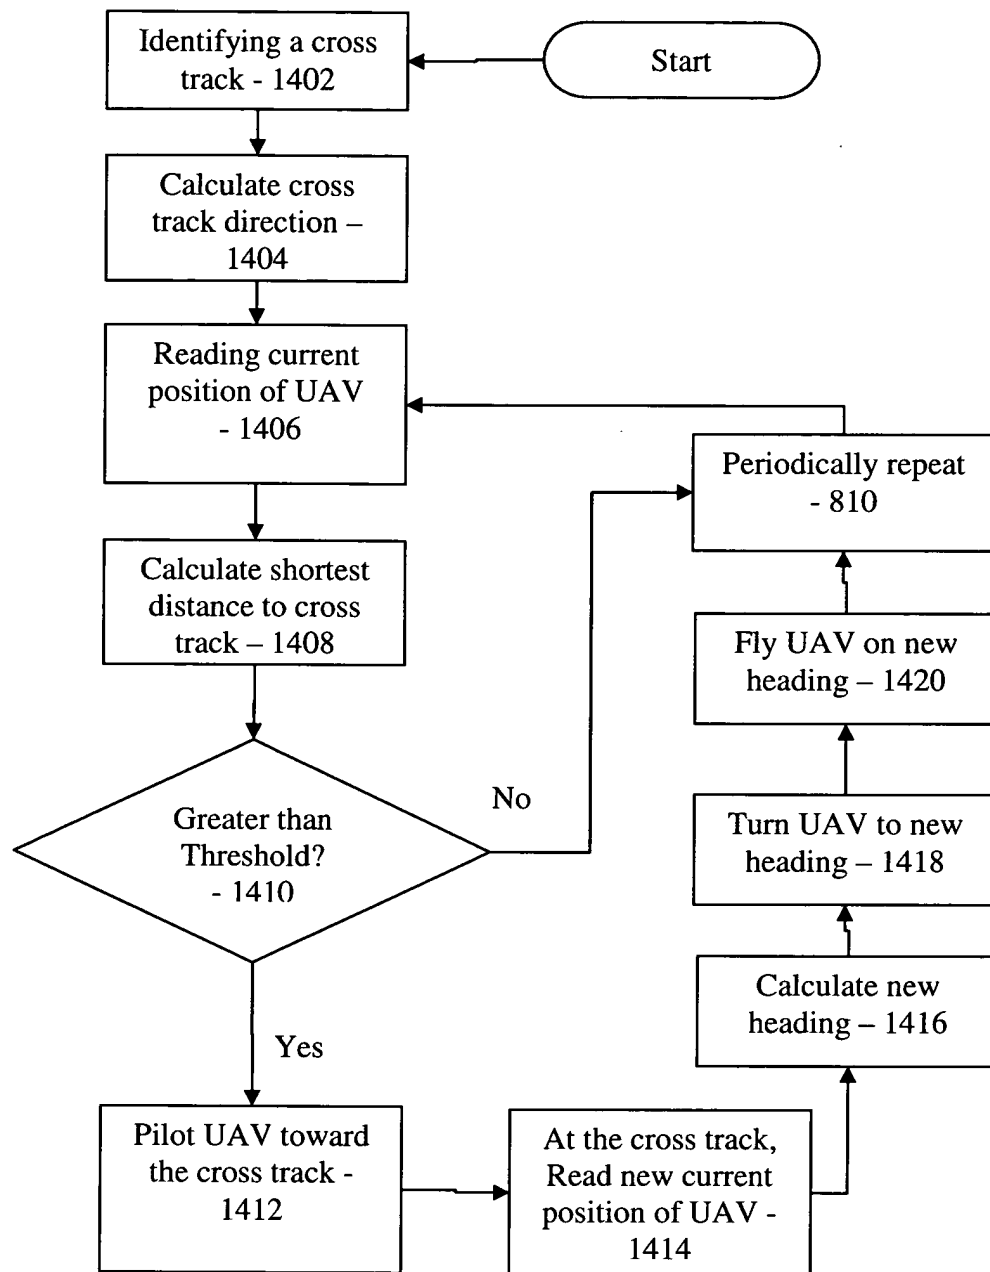 Start
Identifying a cross
track - 1402
Calculate cross
track direction –
1404
Reading current
position of UAV
- 1406
Calculate shortest
distance to cross
track – 1408
Greater than
Threshold?
- 1410
No
Yes
Pilot UAV toward
the cross track -
1412
At the cross track,
Read new current
position of UAV -
1414
Calculate new
heading – 1416
Turn UAV to new
heading – 1418
Fly UAV on new
heading – 1420
Periodically repeat
- 810